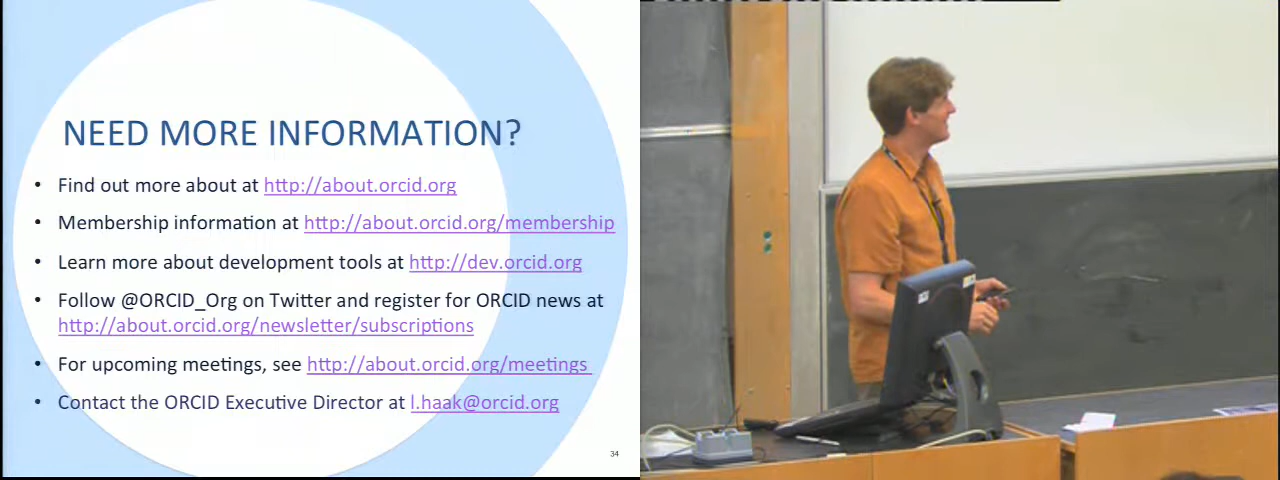 NEED MORE INFORMATION?
• Find out more about at http://about.orcid.org
• Membership information at http://about.orcid.org/membership
• Learn more about development tools at http://dev.orcid.org
• Follow @ORCID_Org on Twitter and register for ORCID news at
http://about.orcid.org/newsletter/subscriptions
• For upcoming meetings, see http://about.orcid.org/meetings
• Contact the ORCID Executive Director at l.haak@orcid.org
34